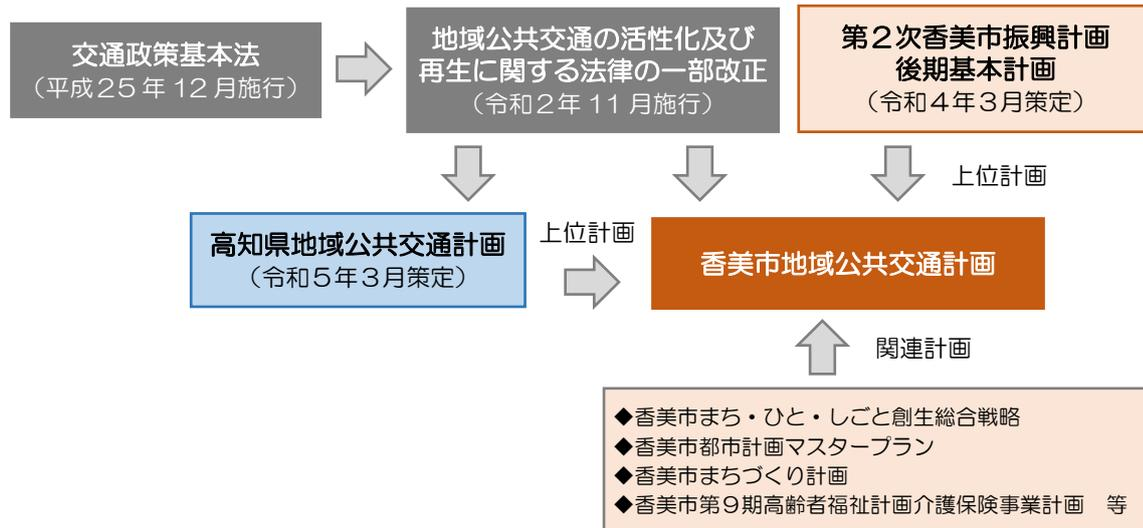 交通政策基本法
（平成２５年 １２月施行）
地域公共交通の活性化及び
再生に関する法律の一部改正
（令和２年 １１月施行）
第２次香美市振興計画
後期基本計画
（令和４年３月策定）
上位計画
高知県地域公共交通計画
（令和５年３月策定）
上位計画
香美市地域公共交通計画
関連計画
◆香美市まち・ひと・しごと創生総合戦略
◆香美市都市計画マスタープラン
◆香美市まちづくり計画
◆香美市第９期高齢者福祉計画介護保険事業計画　等